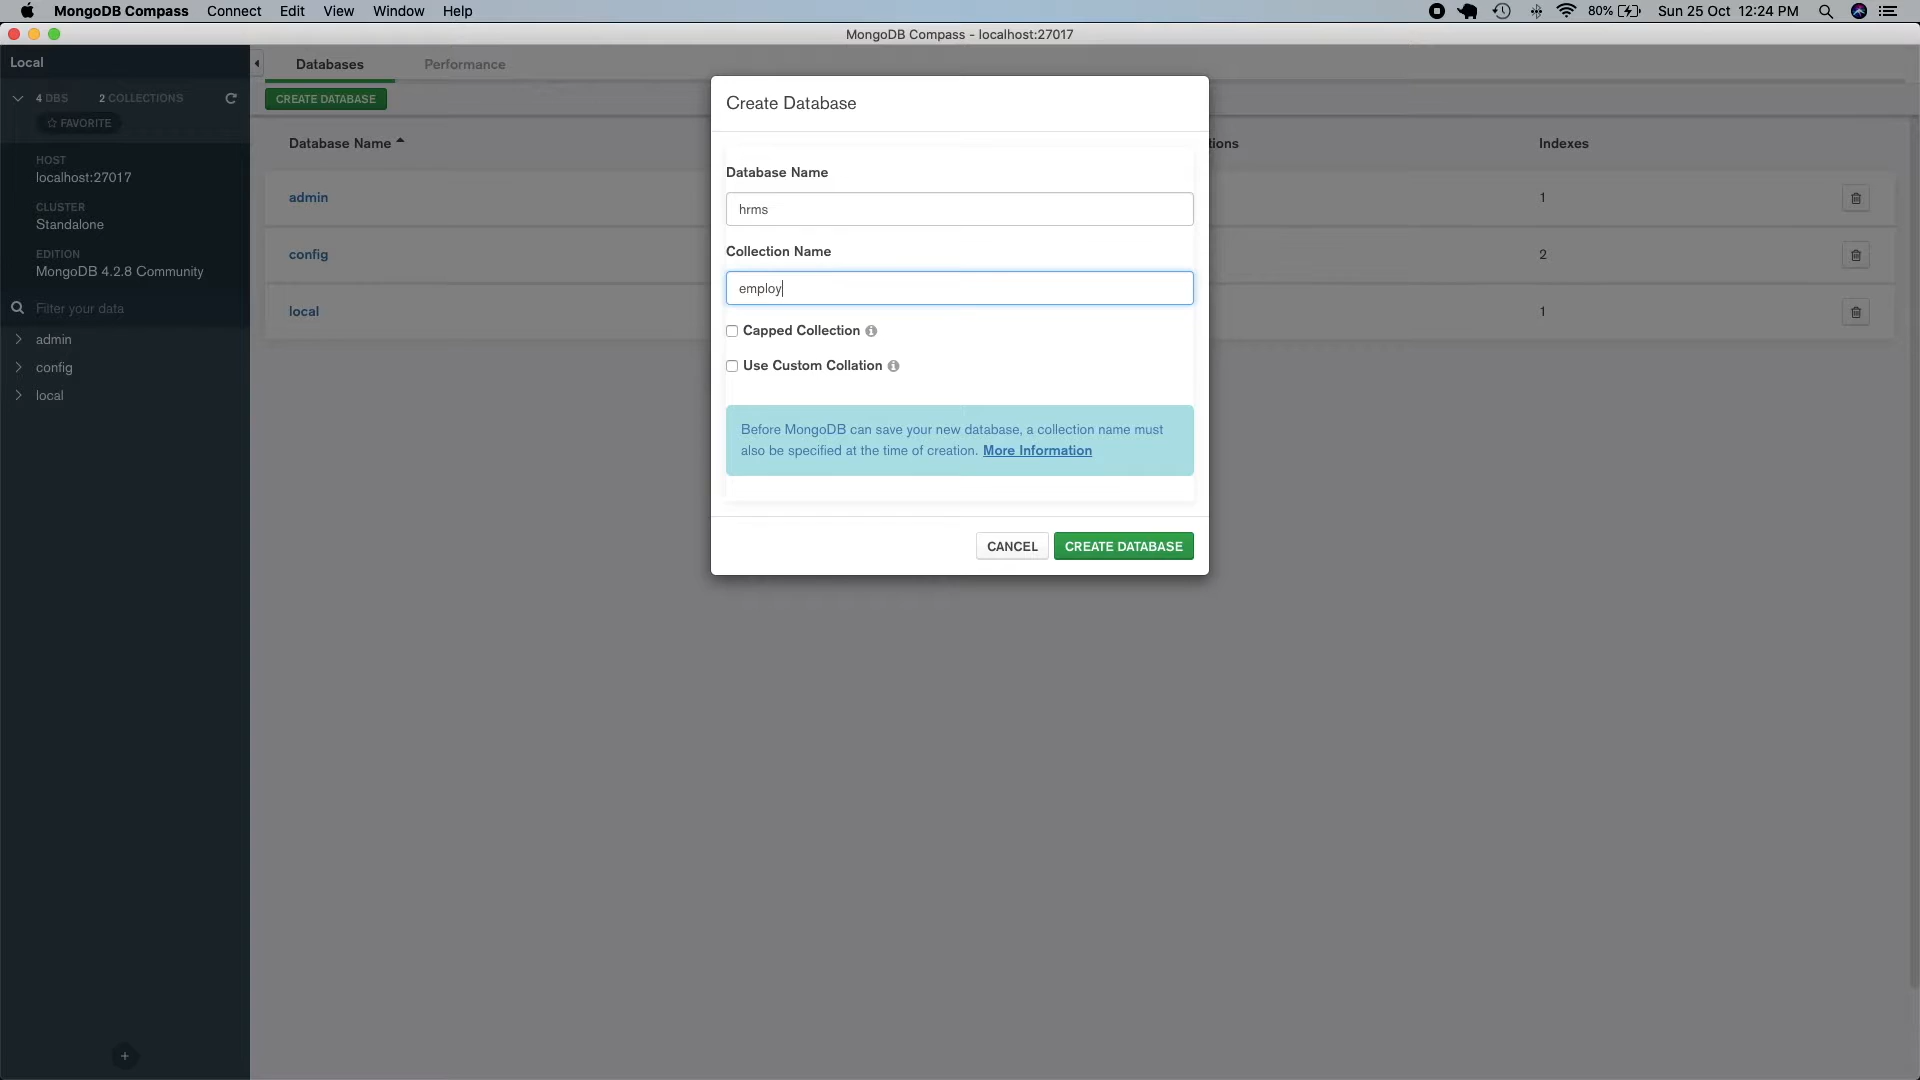 MongoDB Compass Connect Edit View Window Help 80% Sun 25 Oct 12:24 PM
MongoDB Compass - localhost:27017
Local
4 DBS 2 COLLECTIONS
FAVORITE
HOST
localhost:27017
CLUSTER
Standalone
EDITION
MongoDB 4.2.8 Community
Filter your data
admin
config
local
Databases Performance
CREATE DATABASE
Database Name tions Indexes
admin 1
config 2
local 1
Create Database
Database Name
hrms
Collection Name
employ
Capped Collection
Use Custom Collation
Before MongoDB can save your new database, a collection name must
also be specified at the time of creation. More Information
CANCEL CREATE DATABASE